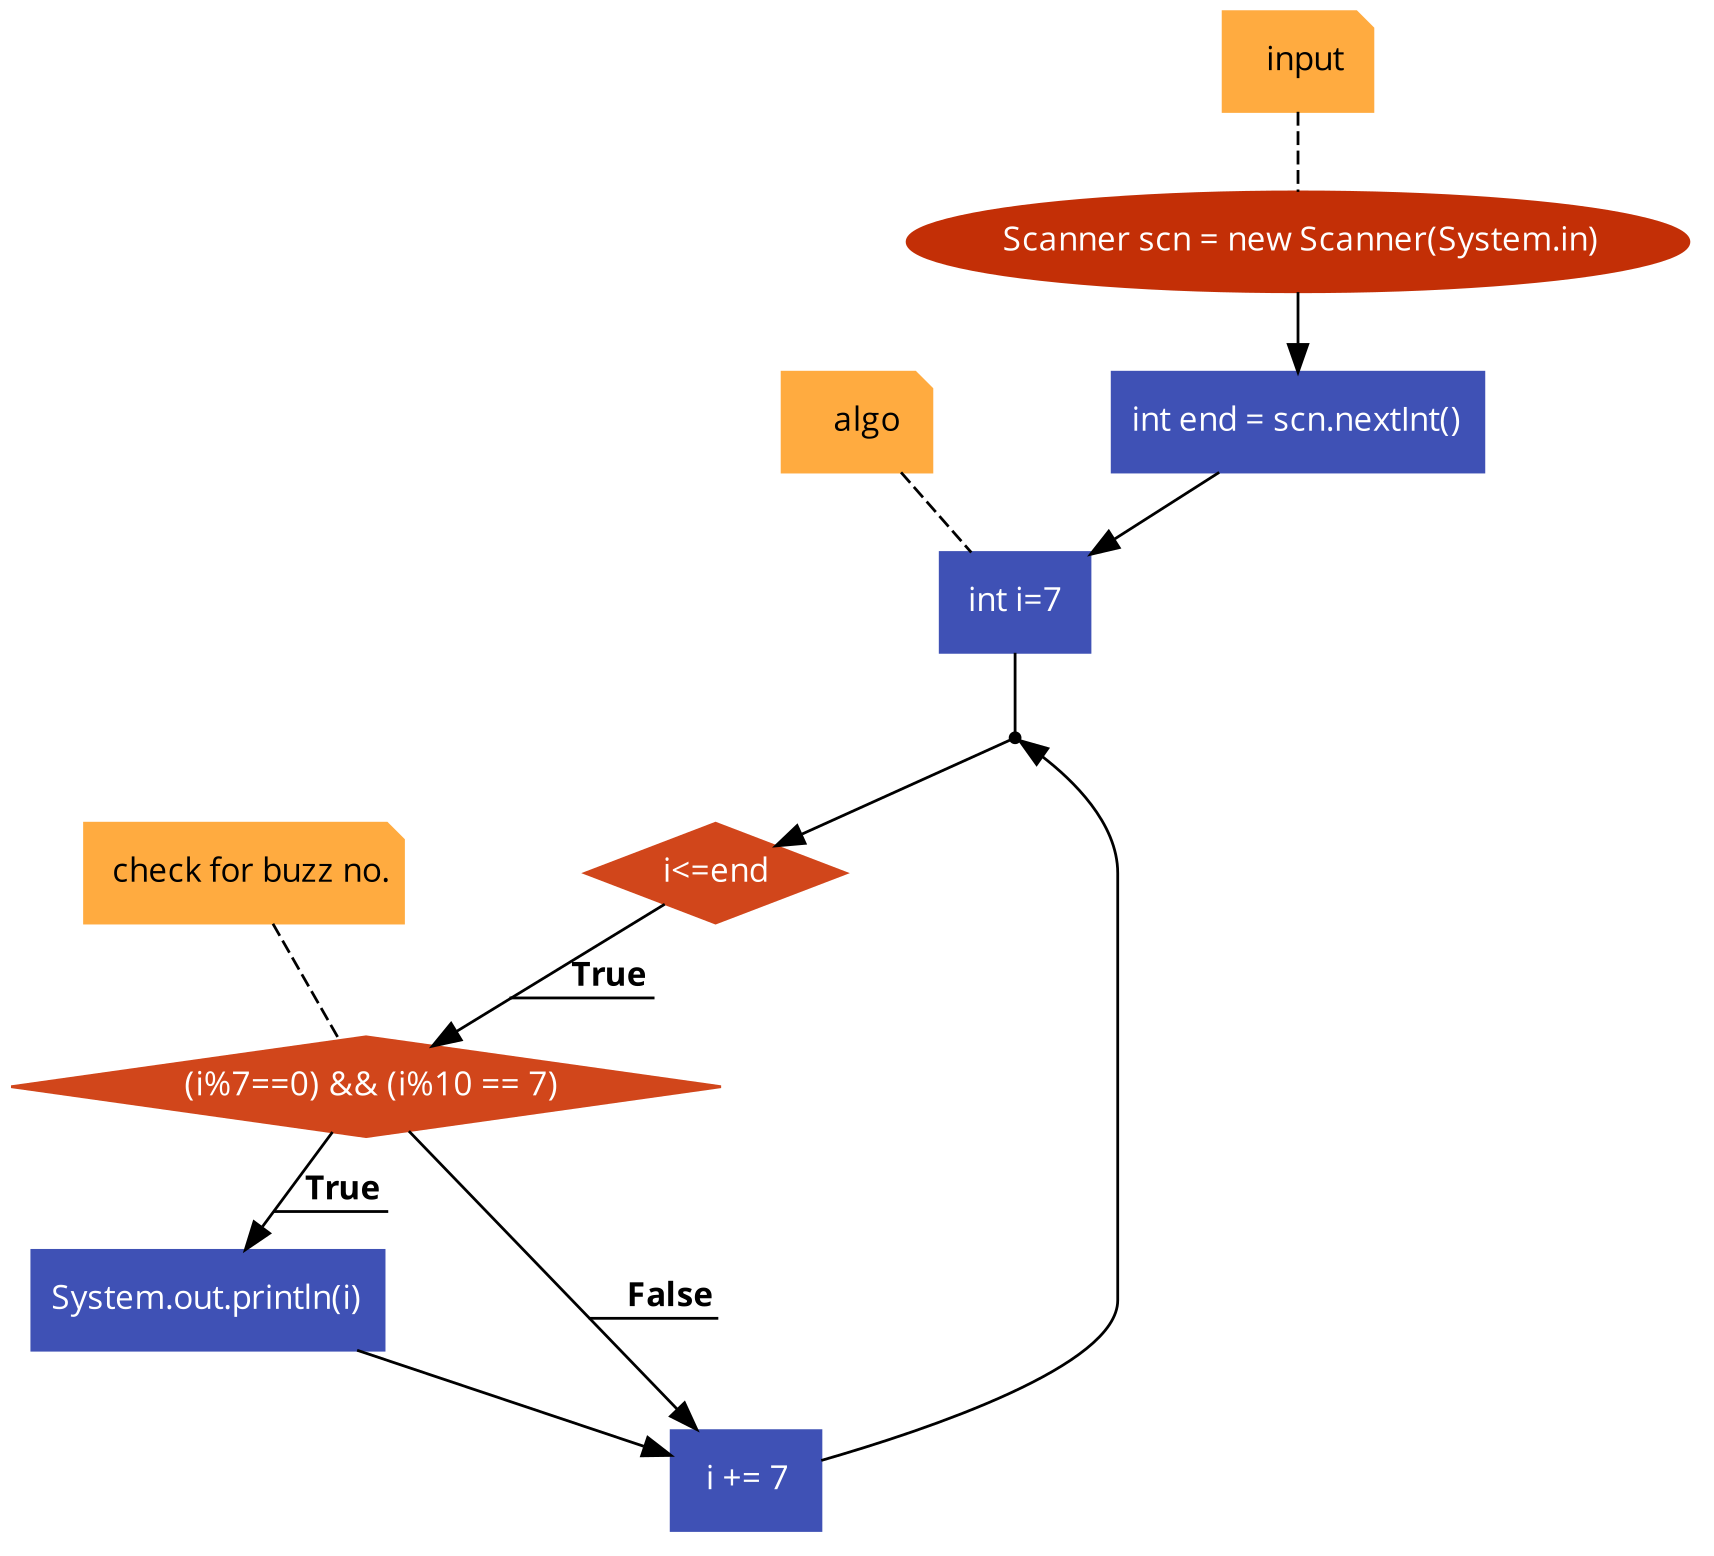 input
Scanner scn = new Scanner(System.in)
algo
int end = scn.nextInt()
int i=7
check for buzz no.
i<=end
True
(i%7==0) && (i%10 == 7)
True
System.out.println(i)
False
i += 7